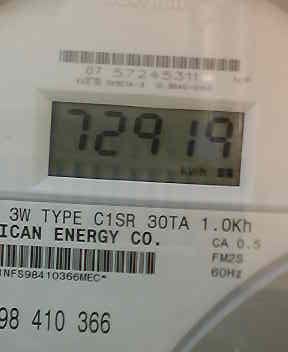 07 57245311
72919
KWH
3W TYPE C1SR 30TA 1.0Kh
ICAN ENERGY CO.
CA 0.5
FM2S
60Hz
INFS98410366MEC*
98 410 366